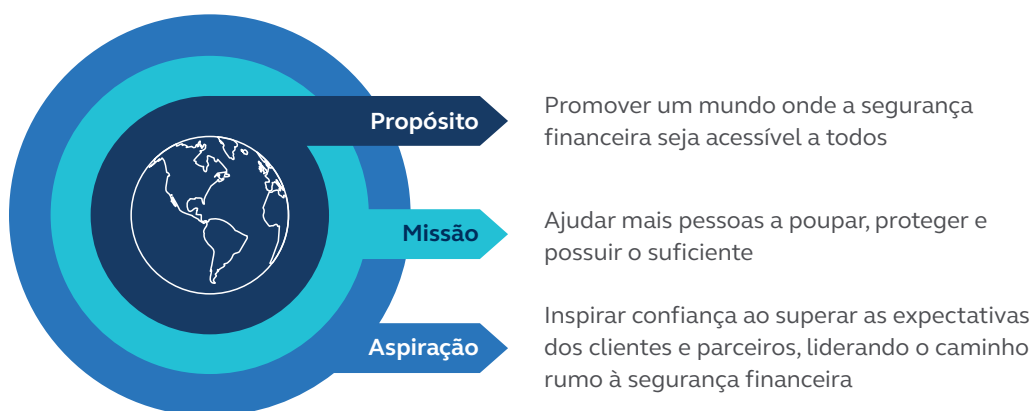 Propósito
Promover um mundo onde a segurança
financeira seja acessível a todos
Missão
Ajudar mais pessoas a poupar, proteger e
possuir o suficiente
Aspiração
Inspirar confiança ao superar as expectativas
dos clientes e parceiros, liderando o caminho
rumo à segurança financeira